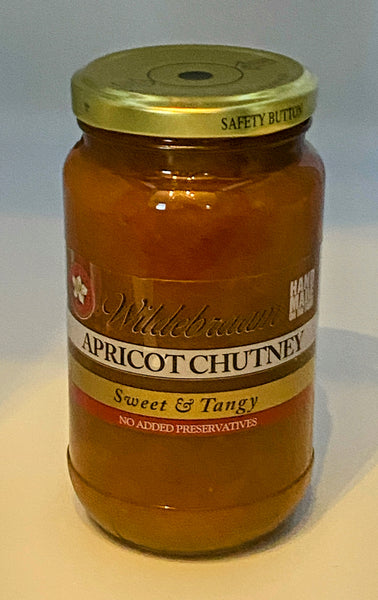 SAFETY BUTTON
HAND
MADE
Wildebraam
APRICOT CHUTNEY
Sweet & Tangy
NO ADDED PRESERVATIVES